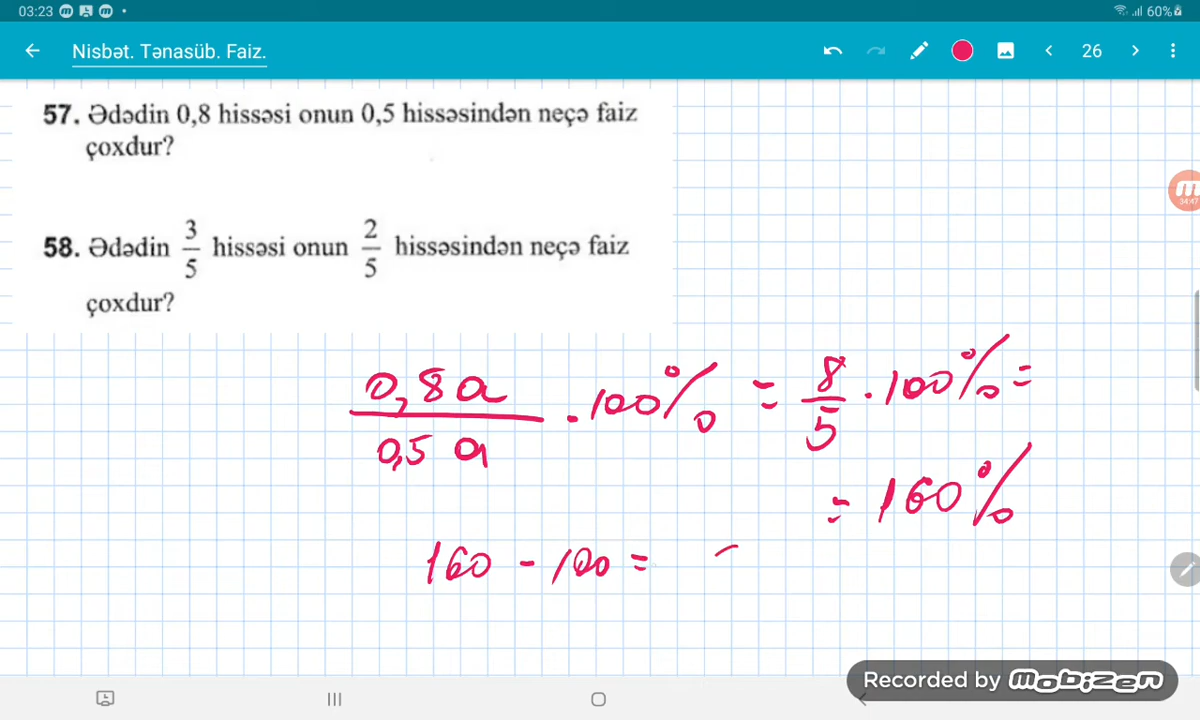 03:23 60%
Nisbət. Tənasüb. Faiz. 26
57. Ədədin 0,8 hissəsi onun 0,5 hissəsindən neçə faiz
çoxdur?
58. Ədədin 3/5 hissəsi onun 2/5 hissəsindən neçə faiz
çoxdur?
0,8a/0,5a · 100% = 8/5 · 100% =
= 160%
160 - 100 =
34:47
Recorded by mobizen